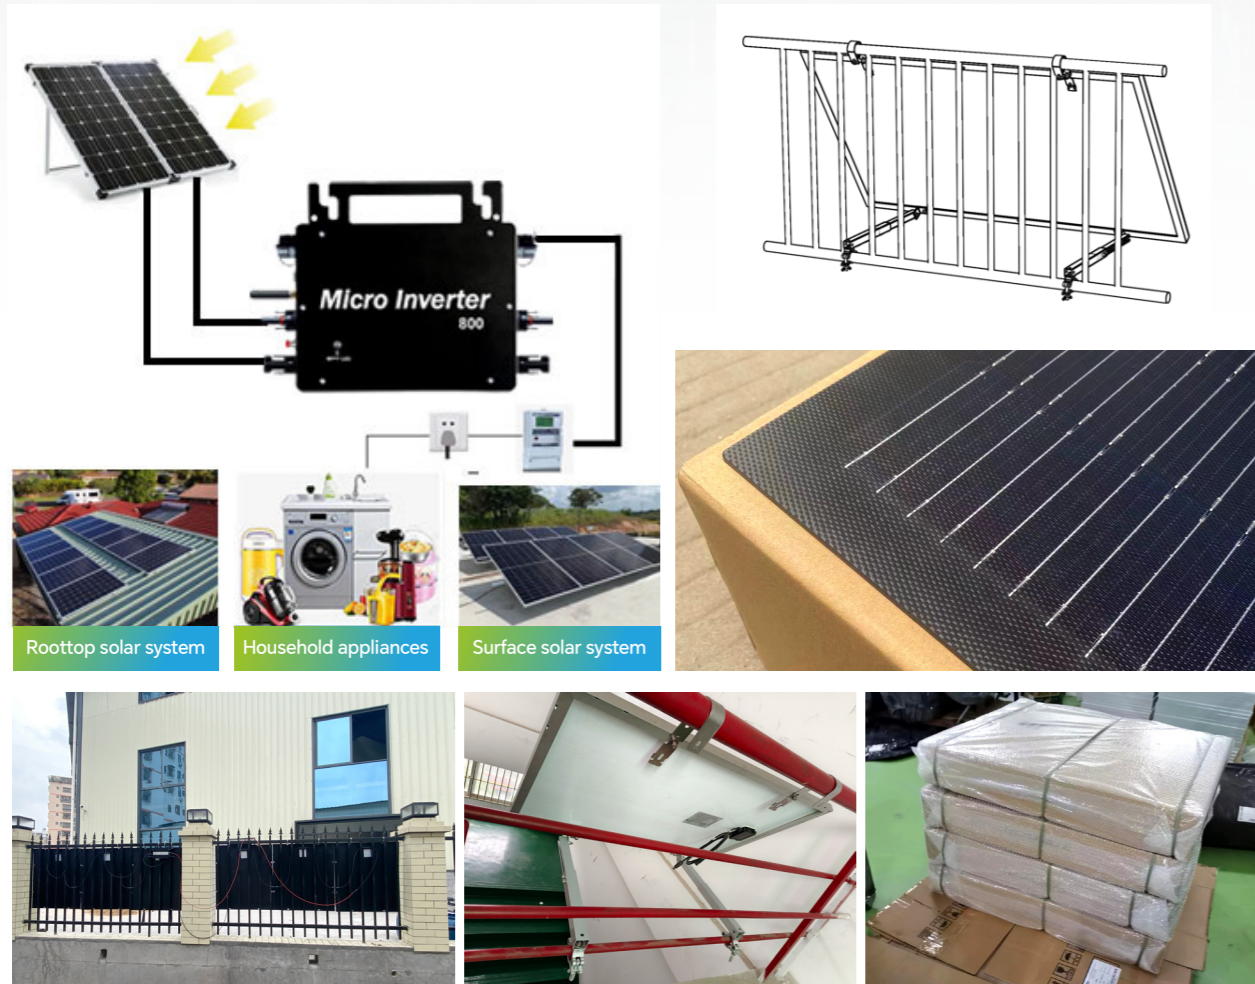 Micro Inverter
800
Roottop solar system
Household appliances
Surface solar system